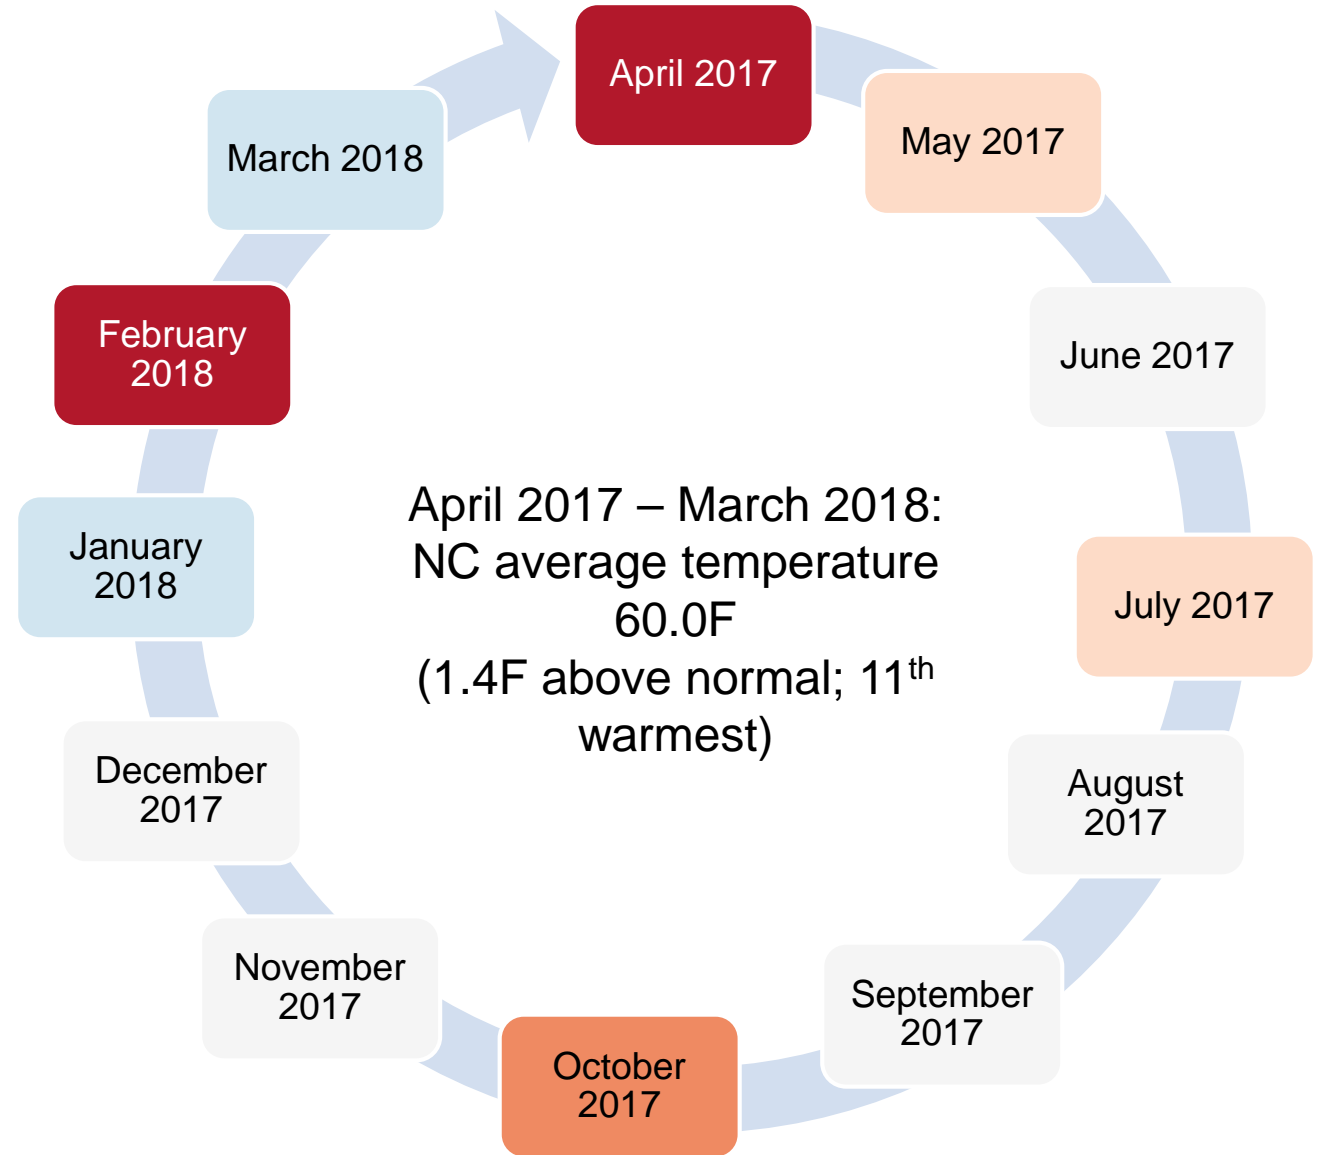 April 2017
May 2017
June 2017
July 2017
August
2017
September
2017
October
2017
November
2017
December
2017
January
2018
February
2018
March 2018
April 2017 – March 2018:
NC average temperature
60.0F
(1.4F above normal; 11th
warmest)